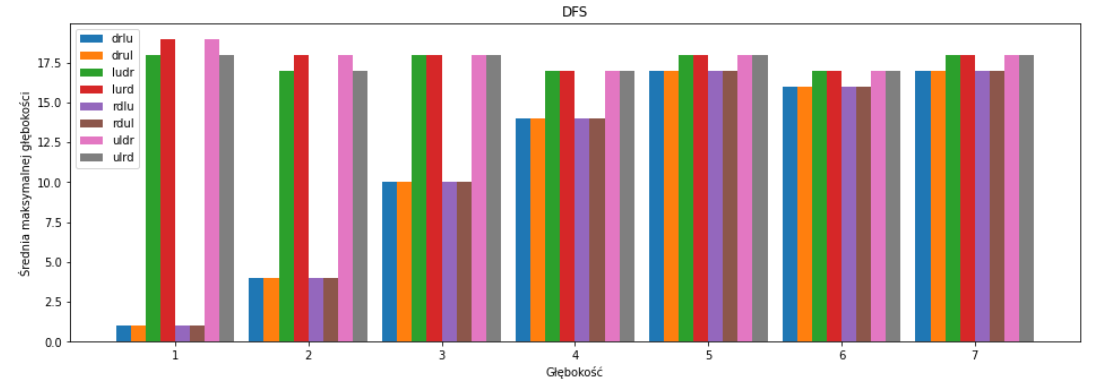 DFS
drlu
drul
ludr
lurd
rdlu
rdul
uldr
ulrd
Średnia maksymalnej głębokości
17.5
15.0
12.5
10.0
7.5
5.0
2.5
0.0
1 2 3 4 5 6 7
Głębokość